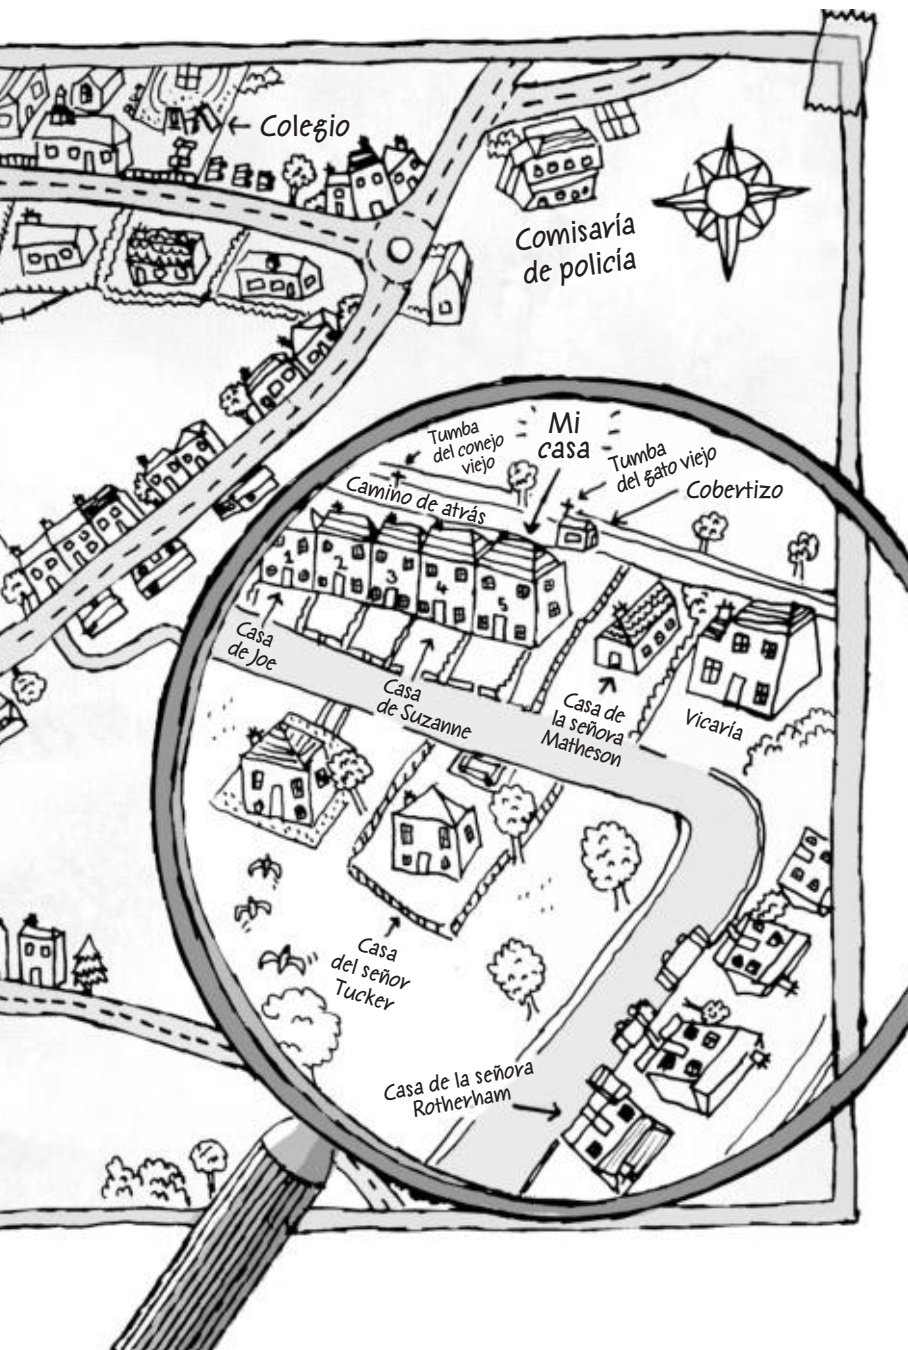 Colegio
Comisaría
de policía
Mi
casa
Tumba
del conejo
viejo
Tumba
del gato viejo
Cobertizo
Camino de atrás
1
2
3
4
5
Casa
de Joe
Casa
de Suzanne
Casa de
la señora
Matheson
Vicaría
Casa
del señor
Tucker
Casa de la señora
Rotherham